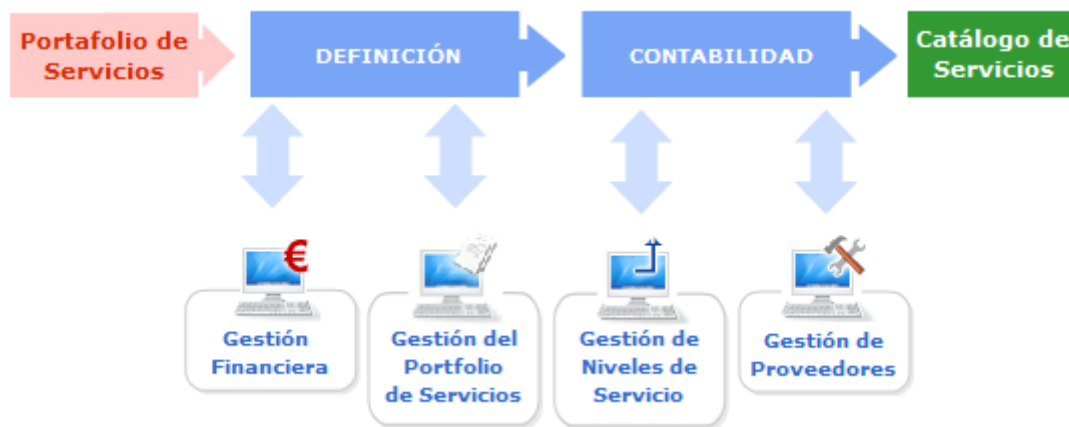 Portafolio de
Servicios
DEFINICIÓN
CONTABILIDAD
Catálogo de
Servicios
€
Gestión
Financiera
Gestión del
Portfolio
de Servicios
Gestión de
Niveles de
Servicio
Gestión de
Proveedores